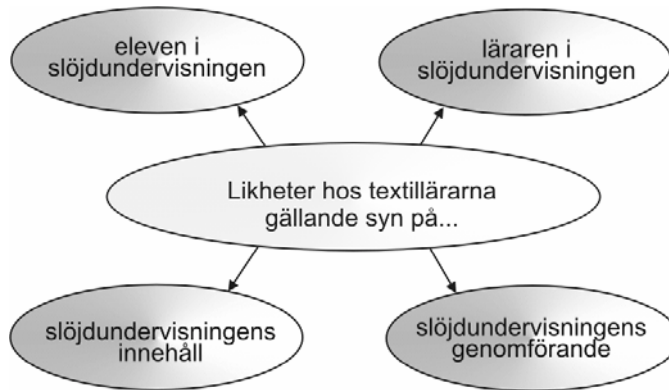 eleven i
slöjdundervisningen
läraren i
slöjdundervisningen
Likheter hos textillärarna
gällande syn på...
slöjdundervisningens
innehåll
slöjdundervisningens
genomförande